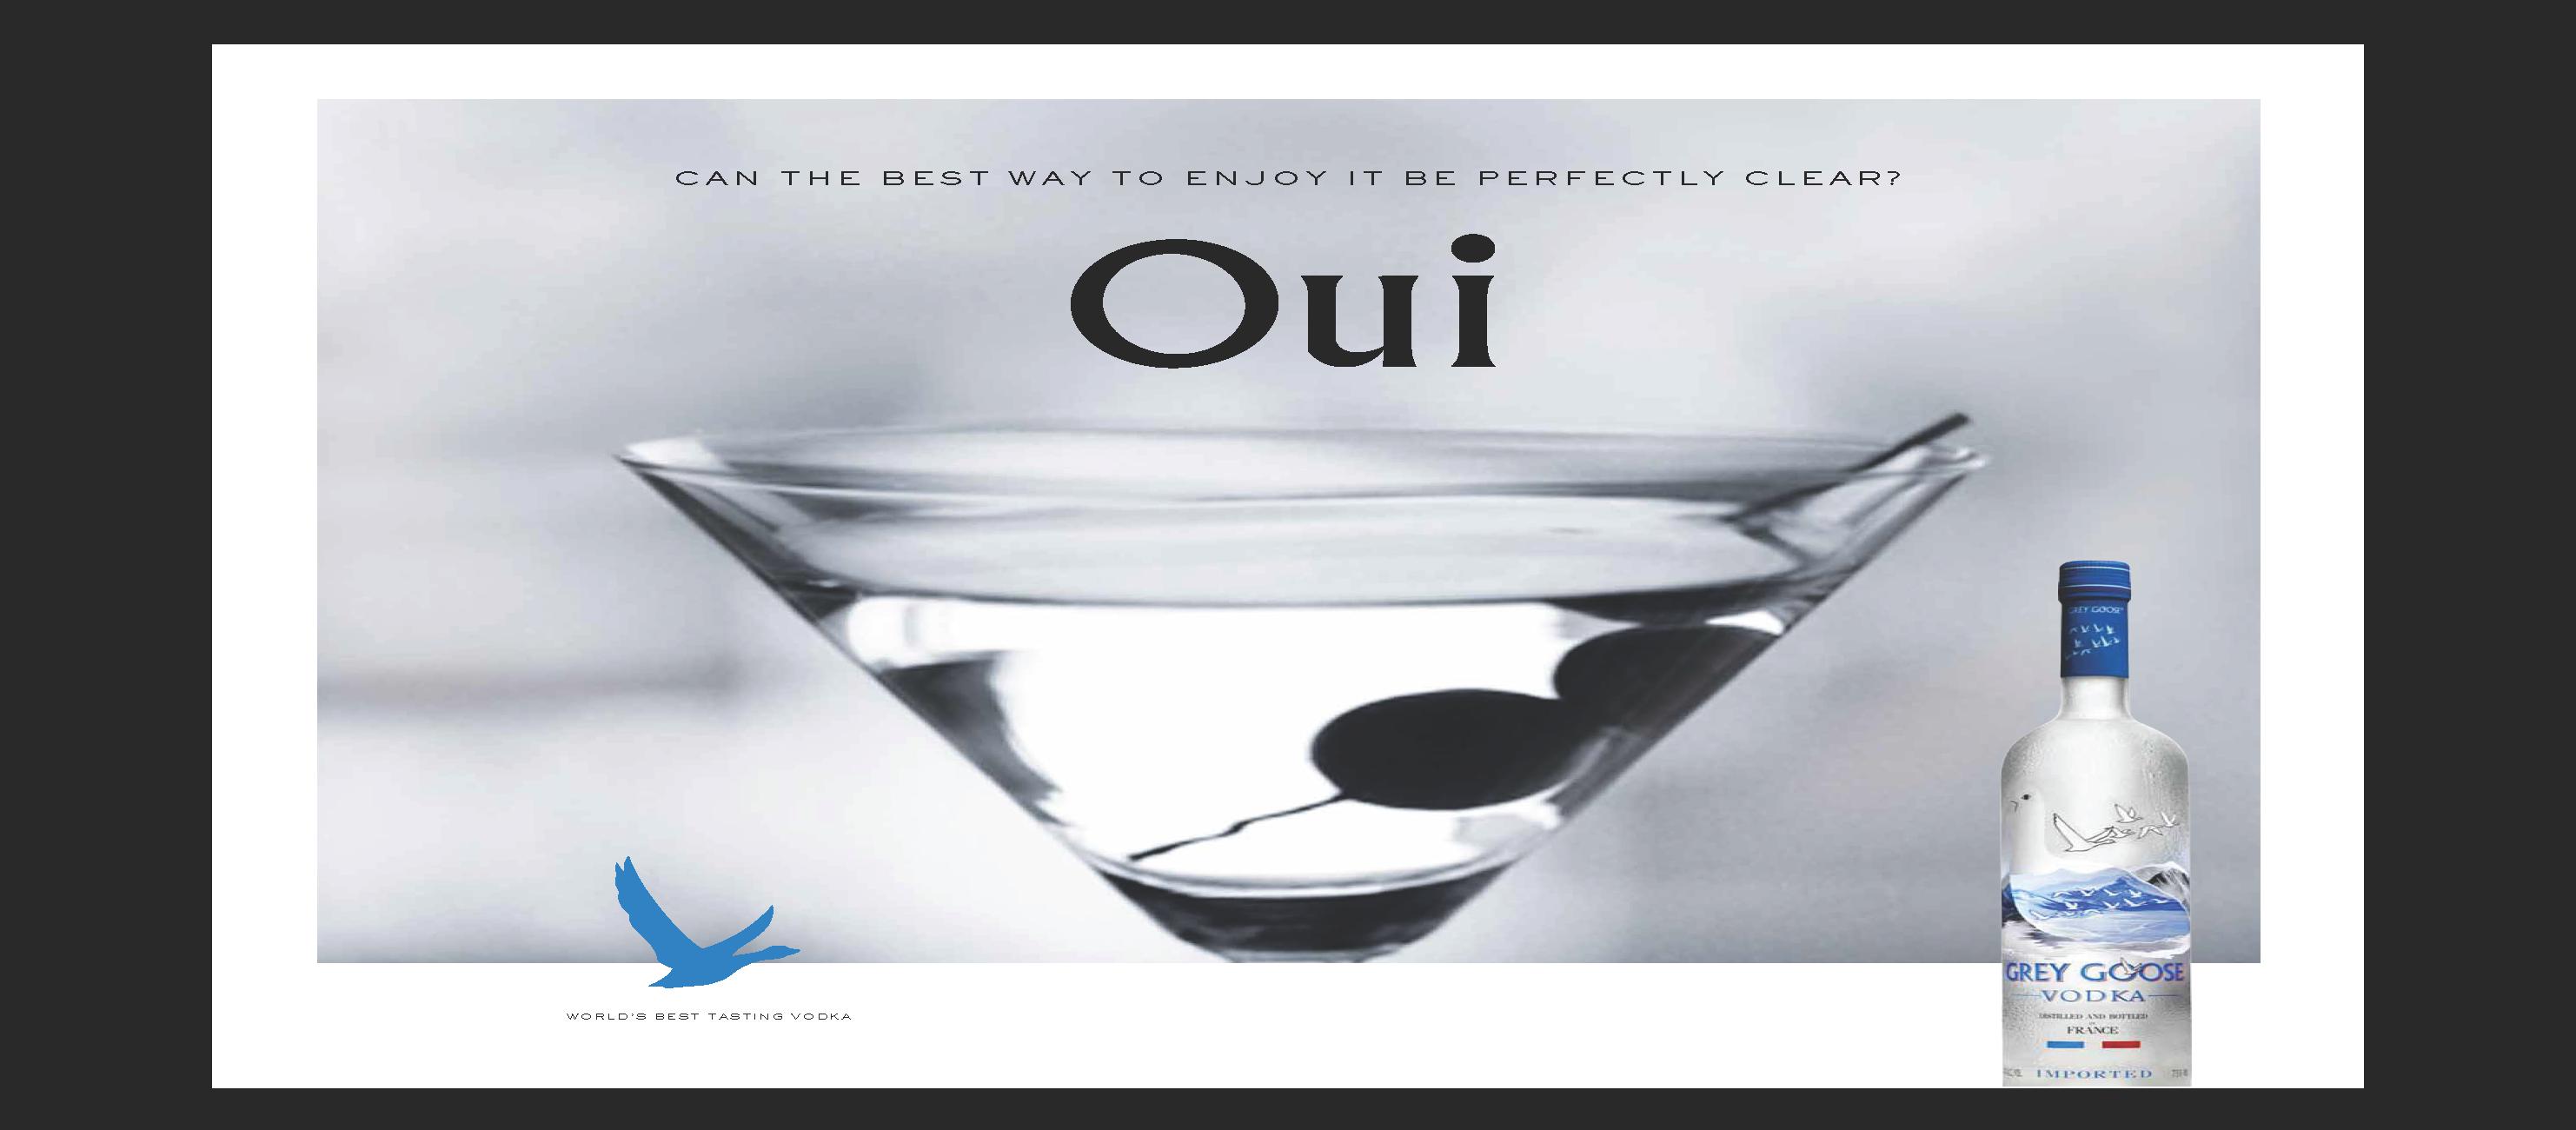 CAN THE BEST WAY TO ENJOY IT BE PERFECTLY CLEAR?
Oui
GREY GOOSE
GREY GOOSE
VODKA
DISTILLED AND BOTTLED
IN
FRANCE
IMPORTED
WORLD'S BEST TASTING VODKA